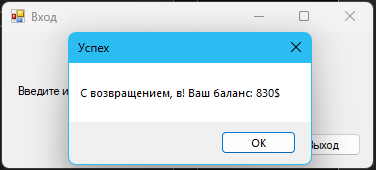 Вход
Успех
Введите и
С возвращением, в! Ваш баланс: 830$
OK
Выход